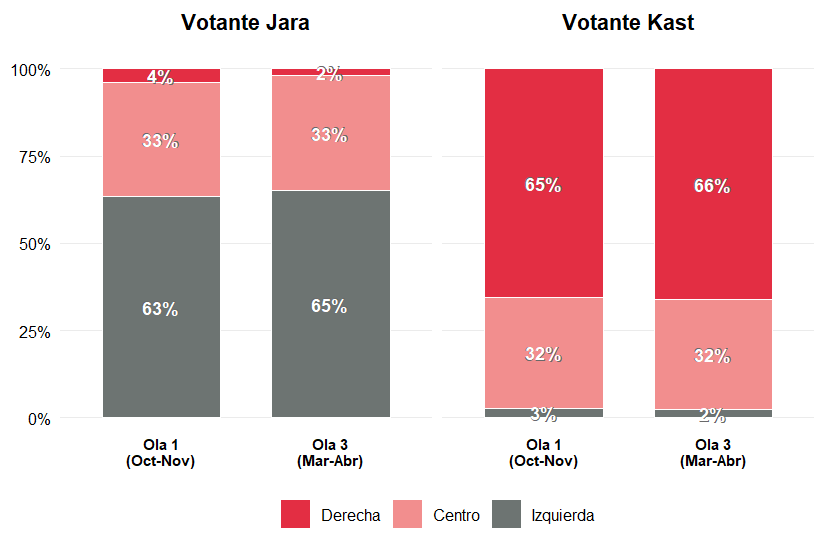 Votante Jara
Votante Kast
100%
75%
50%
25%
0%
4%
33%
63%
2%
33%
65%
65%
32%
3%
66%
32%
2%
Ola 1
(Oct-Nov)
Ola 3
(Mar-Abr)
Ola 1
(Oct-Nov)
Ola 3
(Mar-Abr)
Derecha
Centro
Izquierda